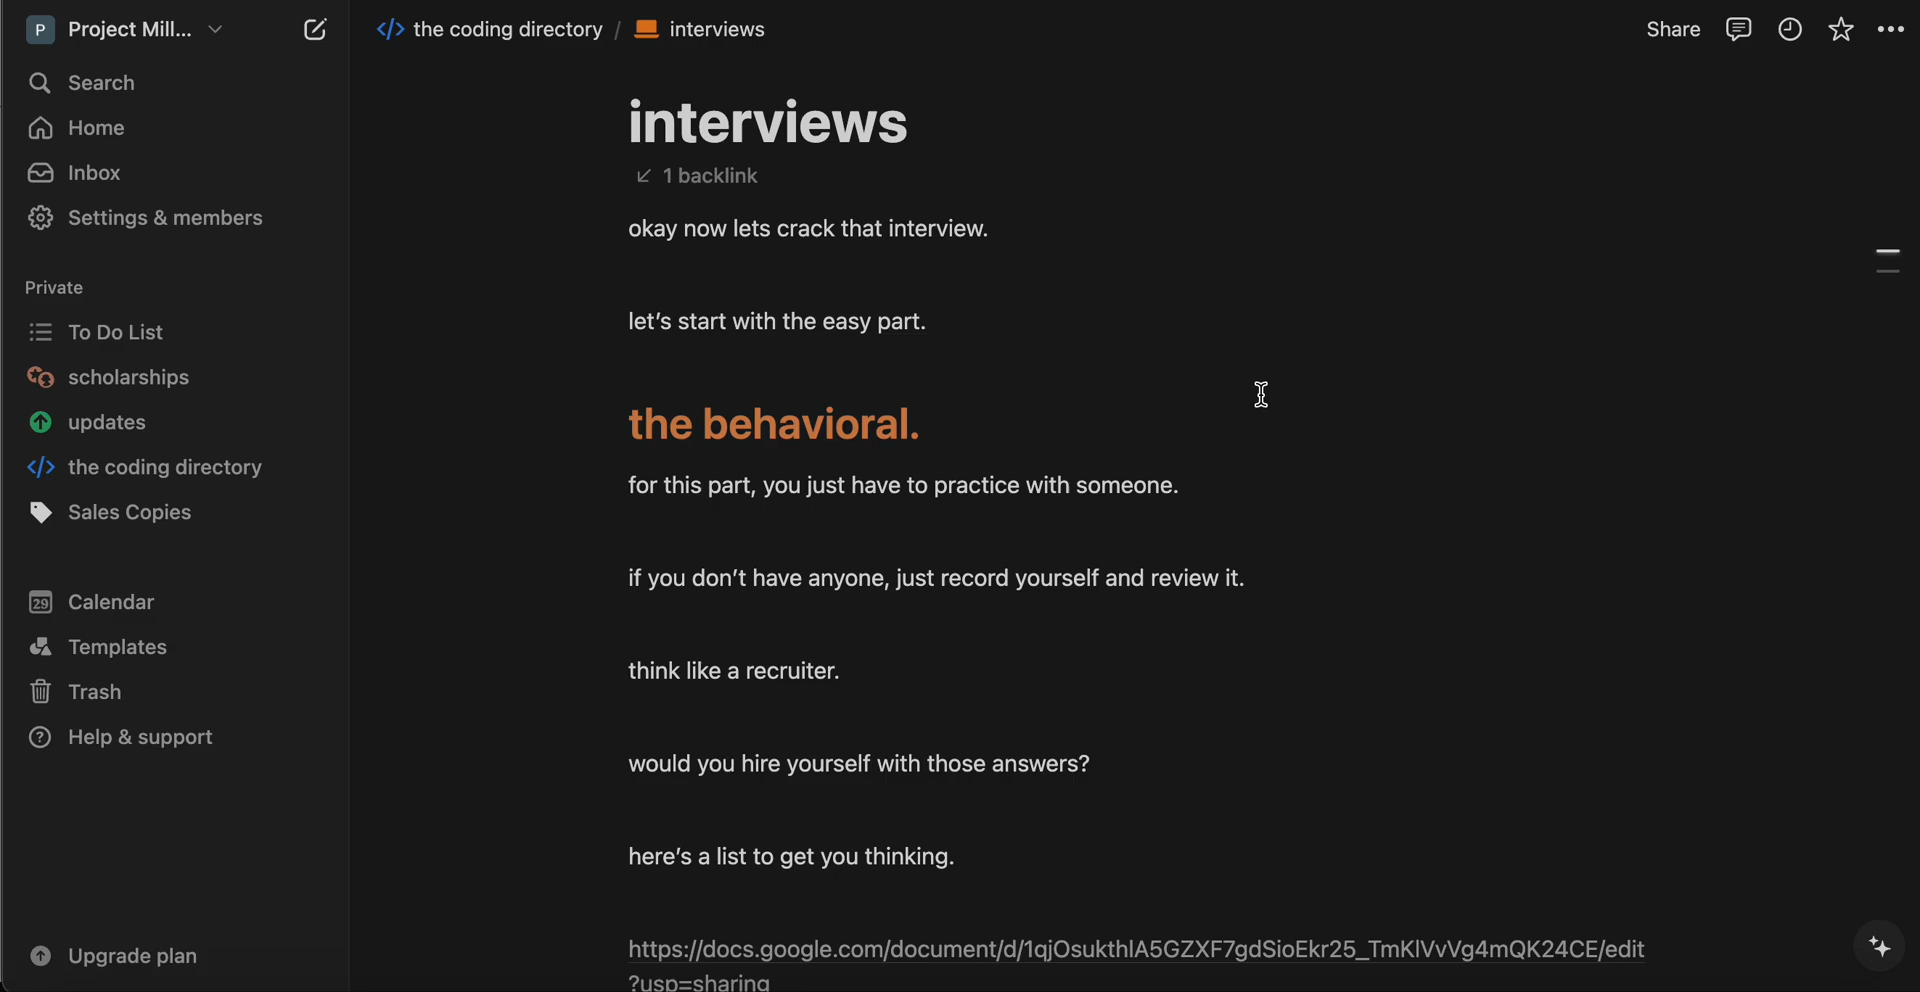 P Project Mill...
Search
Home
Inbox
Settings & members
Private
To Do List
scholarships
updates
</> the coding directory
Sales Copies
29 Calendar
Templates
Trash
Help & support
Upgrade plan
</> the coding directory / interviews
Share
interviews
1 backlink
okay now lets crack that interview.
let's start with the easy part.
the behavioral.
for this part, you just have to practice with someone.
if you don't have anyone, just record yourself and review it.
think like a recruiter.
would you hire yourself with those answers?
here's a list to get you thinking.
https://docs.google.com/document/d/1qjOsukthlA5GZXF7gdSioEkr25_TmKlVvVg4mQK24CE/edit
?usp=sharing